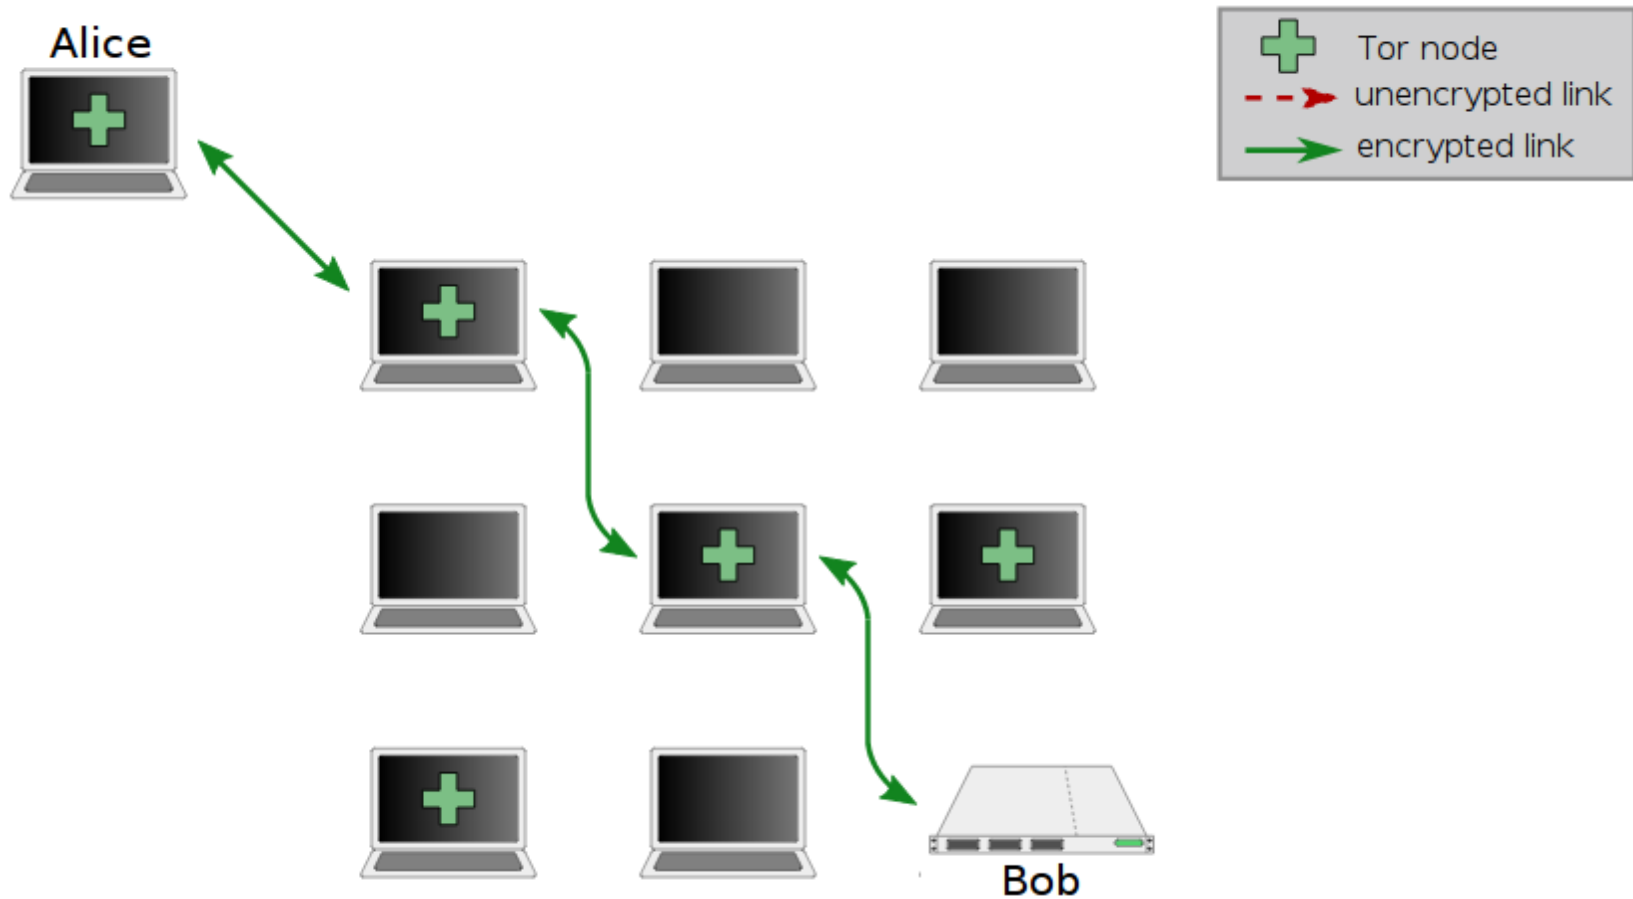 Alice
Tor node
unencrypted link
encrypted link
Bob